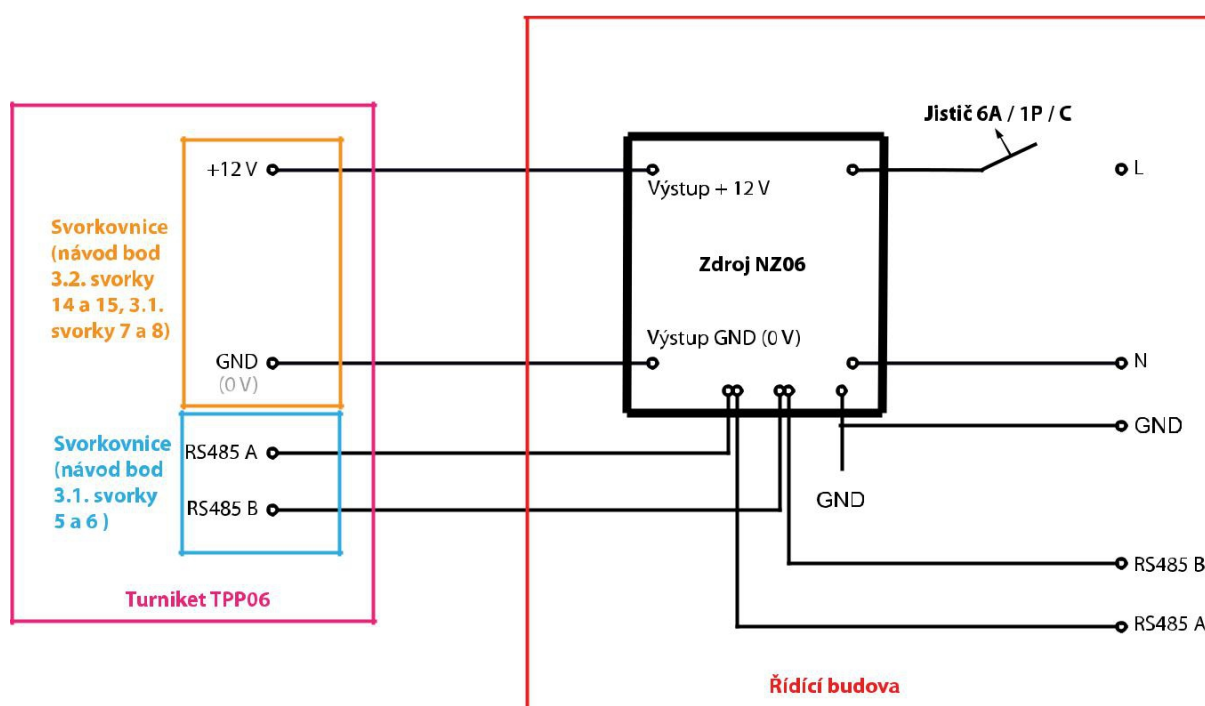 Jistič 6A / 1P / C
+12 V
Výstup + 12 V
L
Svorkovnice
(návod bod
3.2. svorky
14 a 15, 3.1.
svorky 7 a 8)
Zdroj NZ06
Výstup GND (0 V)
GND
(0 V)
N
GND
Svorkovnice
(návod bod
3.1. svorky
5 a 6 )
RS485 A
RS485 B
GND
RS485 B
RS485 A
Turniket TPP06
Řídící budova